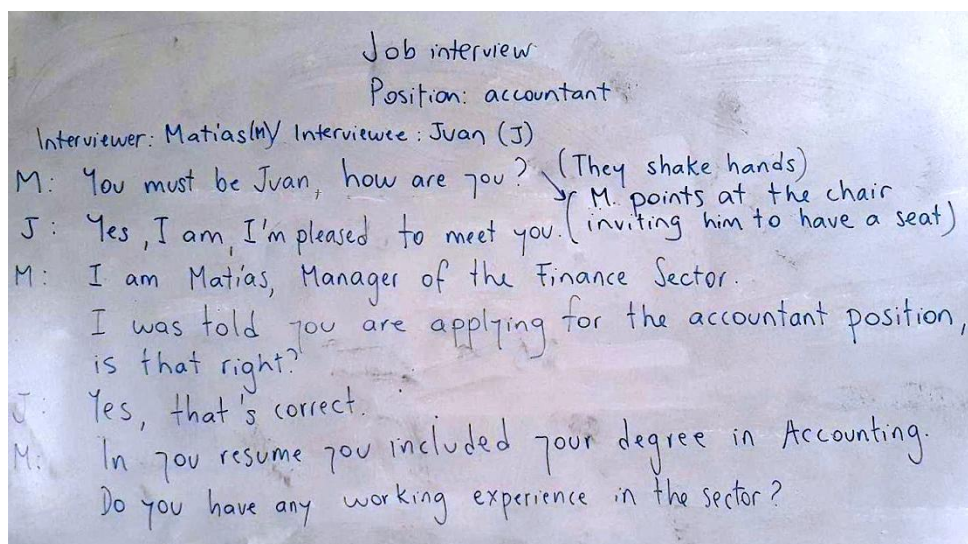 Job interview
Position: accountant
Interviewer: Matias(M) Interviewee: Juan (J)
M: You must be Juan, how are you? (They shake hands)
M. points at the chair
J: Yes, I am, I'm pleased to meet you. (inviting him to have a seat)
M: I am Matías, Manager of the Finance Sector.
I was told you are applying for the accountant position,
is that right?
J: Yes, that's correct.
M: In you resume you included your degree in Accounting.
Do you have any working experience in the sector?